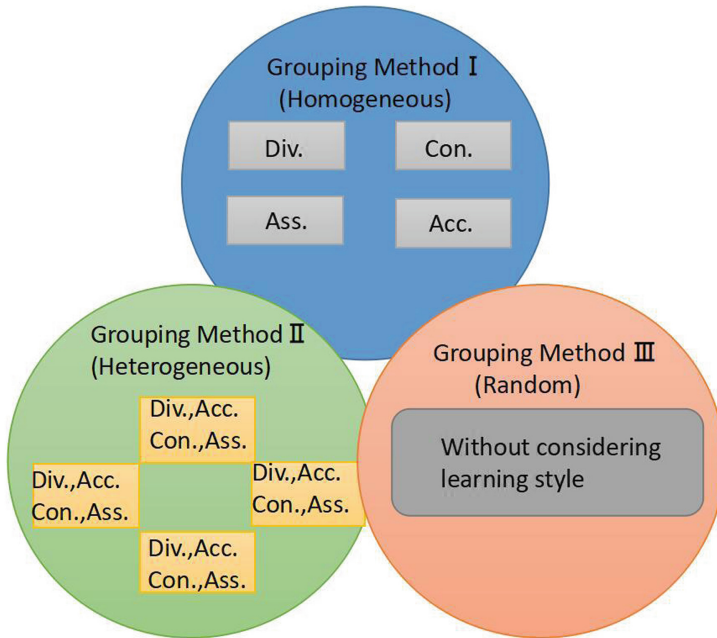 Grouping Method Ⅰ
(Homogeneous)
Div.
Con.
Ass.
Acc.
Grouping Method Ⅱ
(Heterogeneous)
Div.,Acc.
Con.,Ass.
Div.,Acc.
Con.,Ass.
Div.,Acc.
Con.,Ass.
Div.,Acc.
Con.,Ass.
Grouping Method Ⅲ
(Random)
Without considering
learning style